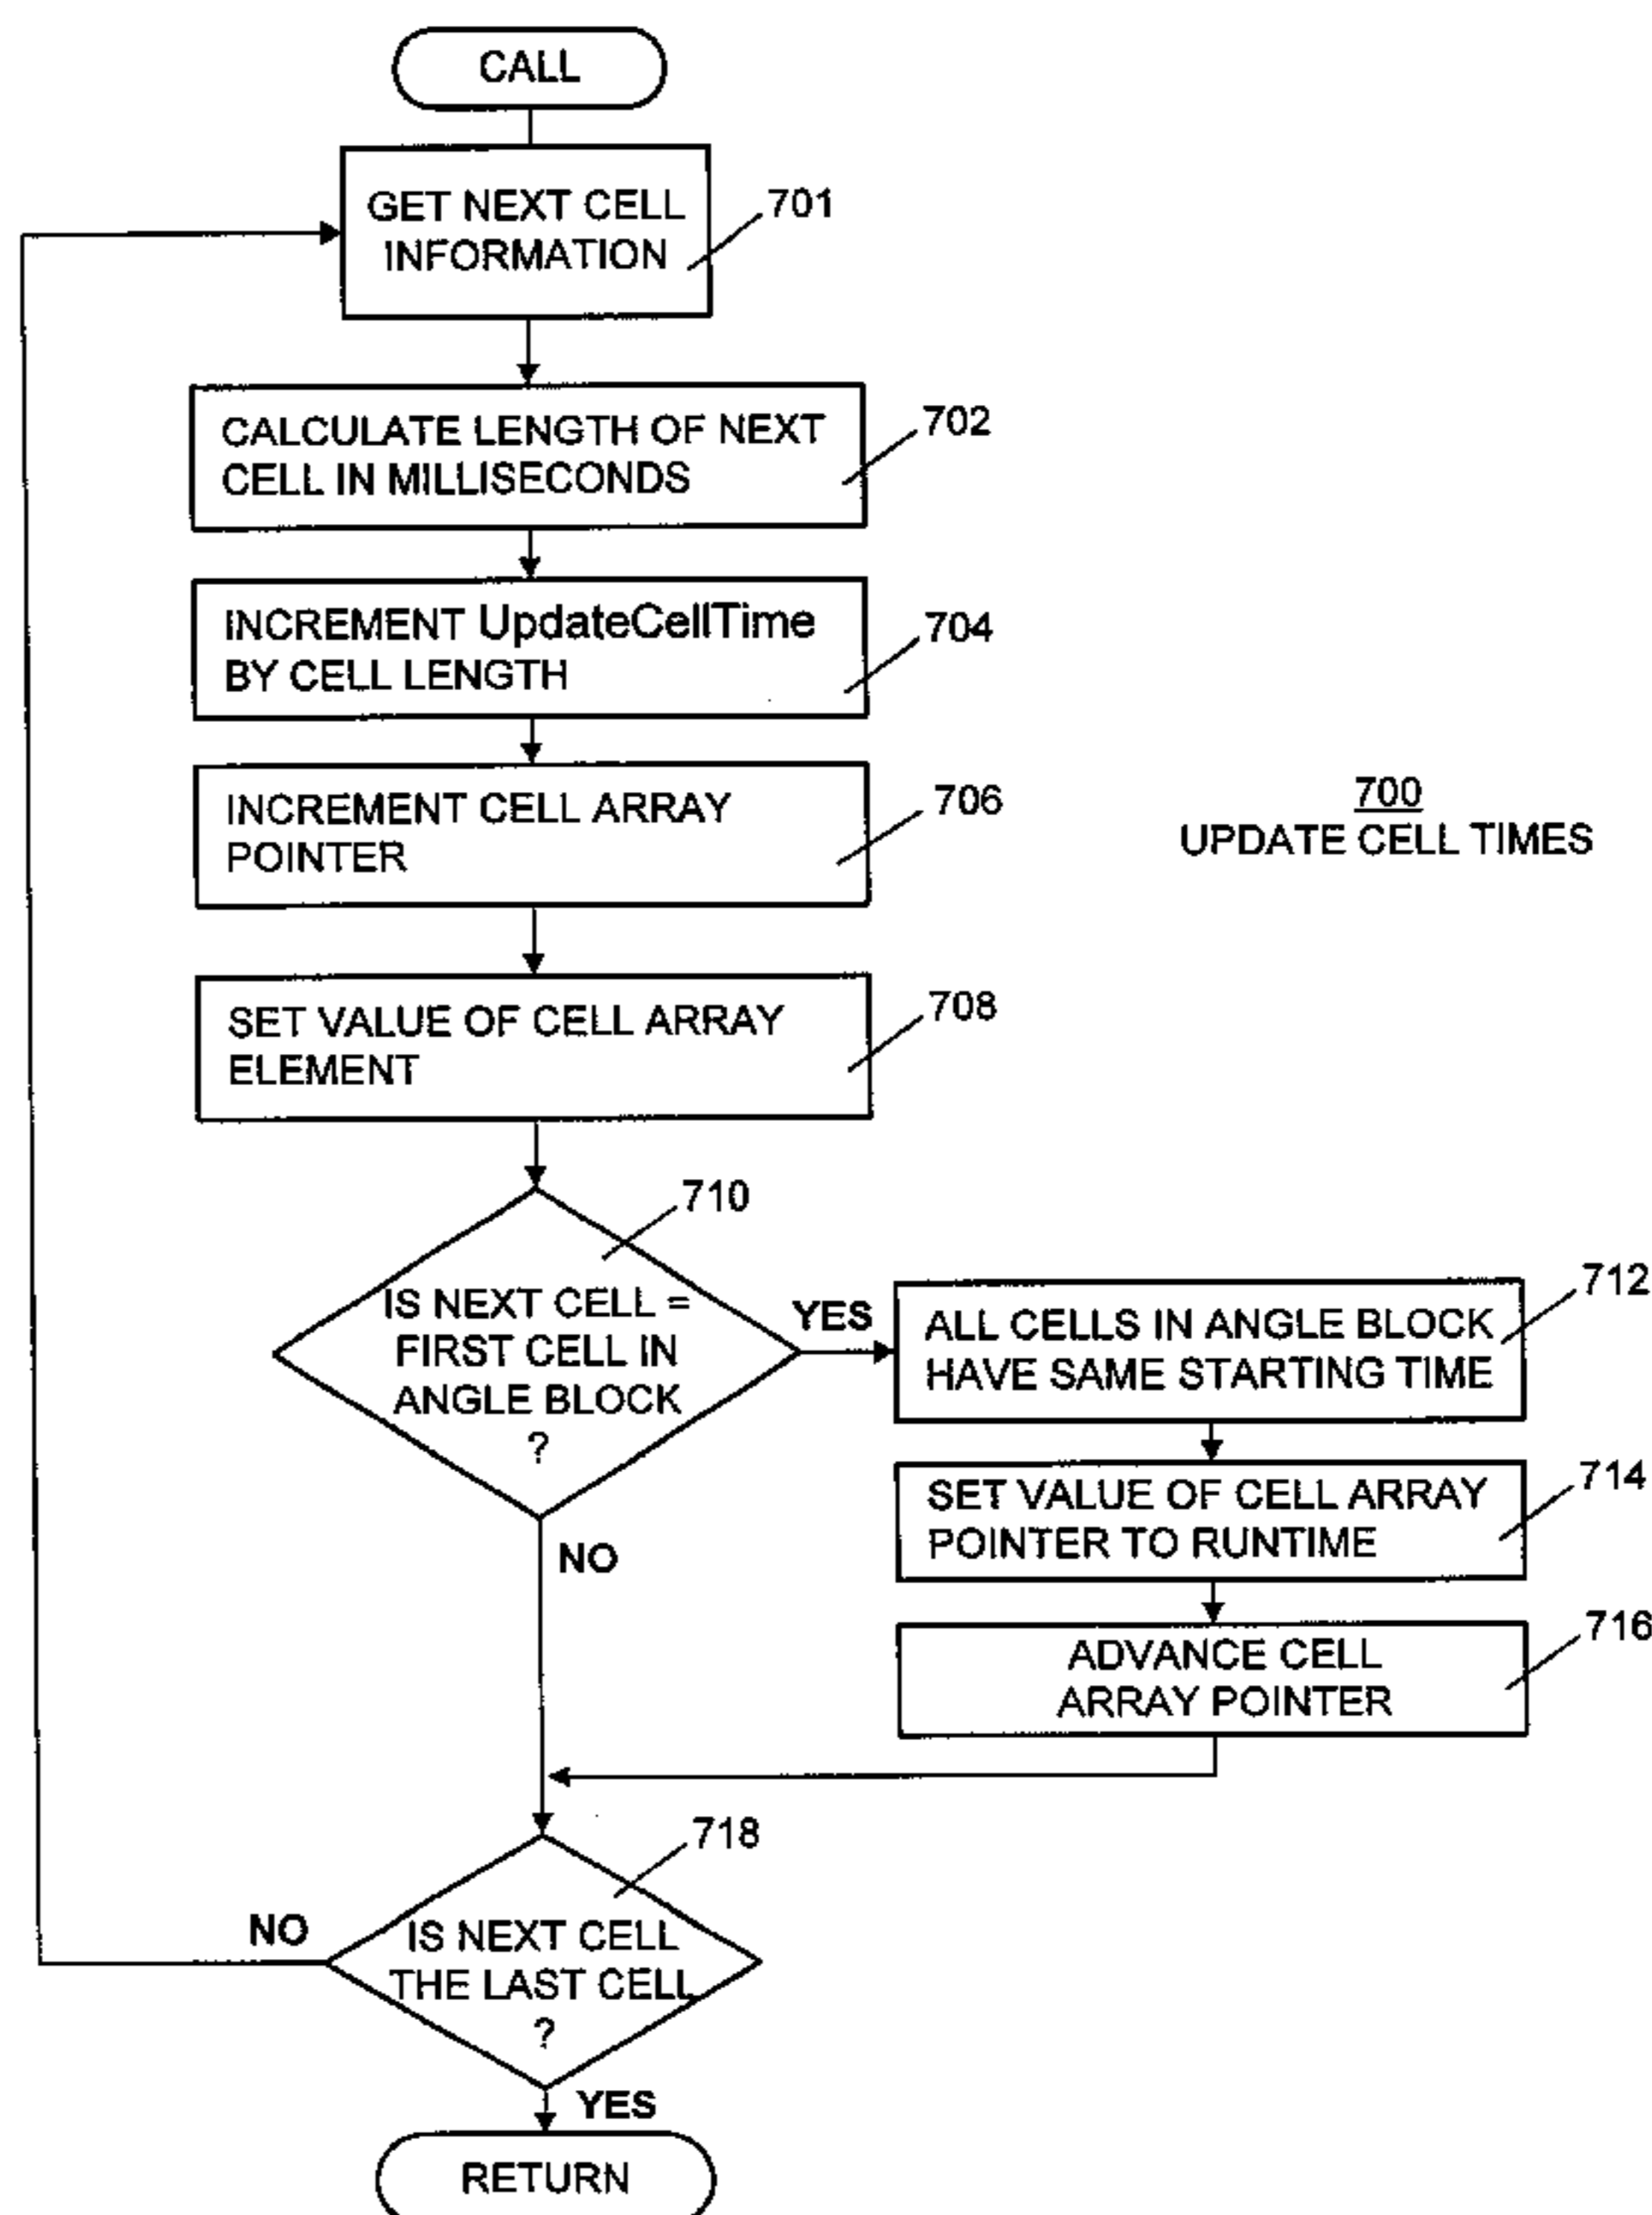 CALL
GET NEXT CELL
INFORMATION
701
CALCULATE LENGTH OF NEXT
CELL IN MILLISECONDS
702
INCREMENT UpdateCellTime
BY CELL LENGTH
704
INCREMENT CELL ARRAY
POINTER
706
700
UPDATE CELL TIMES
SET VALUE OF CELL ARRAY
ELEMENT
708
710
IS NEXT CELL =
FIRST CELL IN
ANGLE BLOCK
?
YES
NO
712
ALL CELLS IN ANGLE BLOCK
HAVE SAME STARTING TIME
714
SET VALUE OF CELL ARRAY
POINTER TO RUNTIME
716
ADVANCE CELL
ARRAY POINTER
718
NO
IS NEXT CELL
THE LAST CELL
?
YES
RETURN